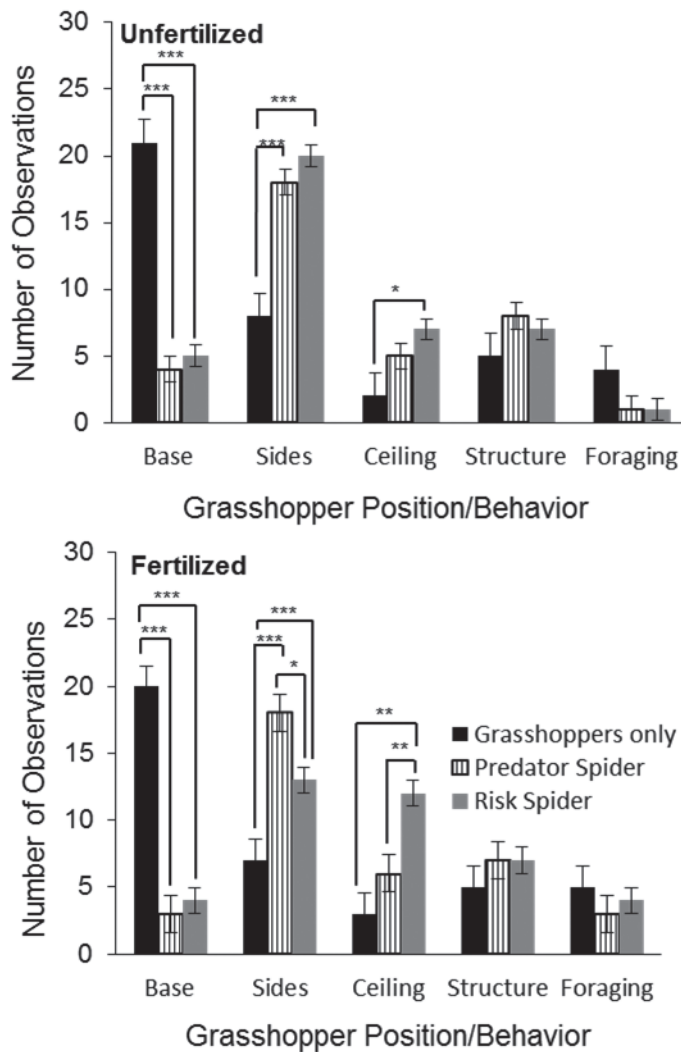 Unfertilized
Number of Observations
30
25
20
15
10
5
0
***
***
***
***
*
Base Sides Ceiling Structure Foraging
Grasshopper Position/Behavior
Fertilized
Number of Observations
30
25
20
15
10
5
0
***
***
***
***
*
**
**
Grasshoppers only
Predator Spider
Risk Spider
Base Sides Ceiling Structure Foraging
Grasshopper Position/Behavior